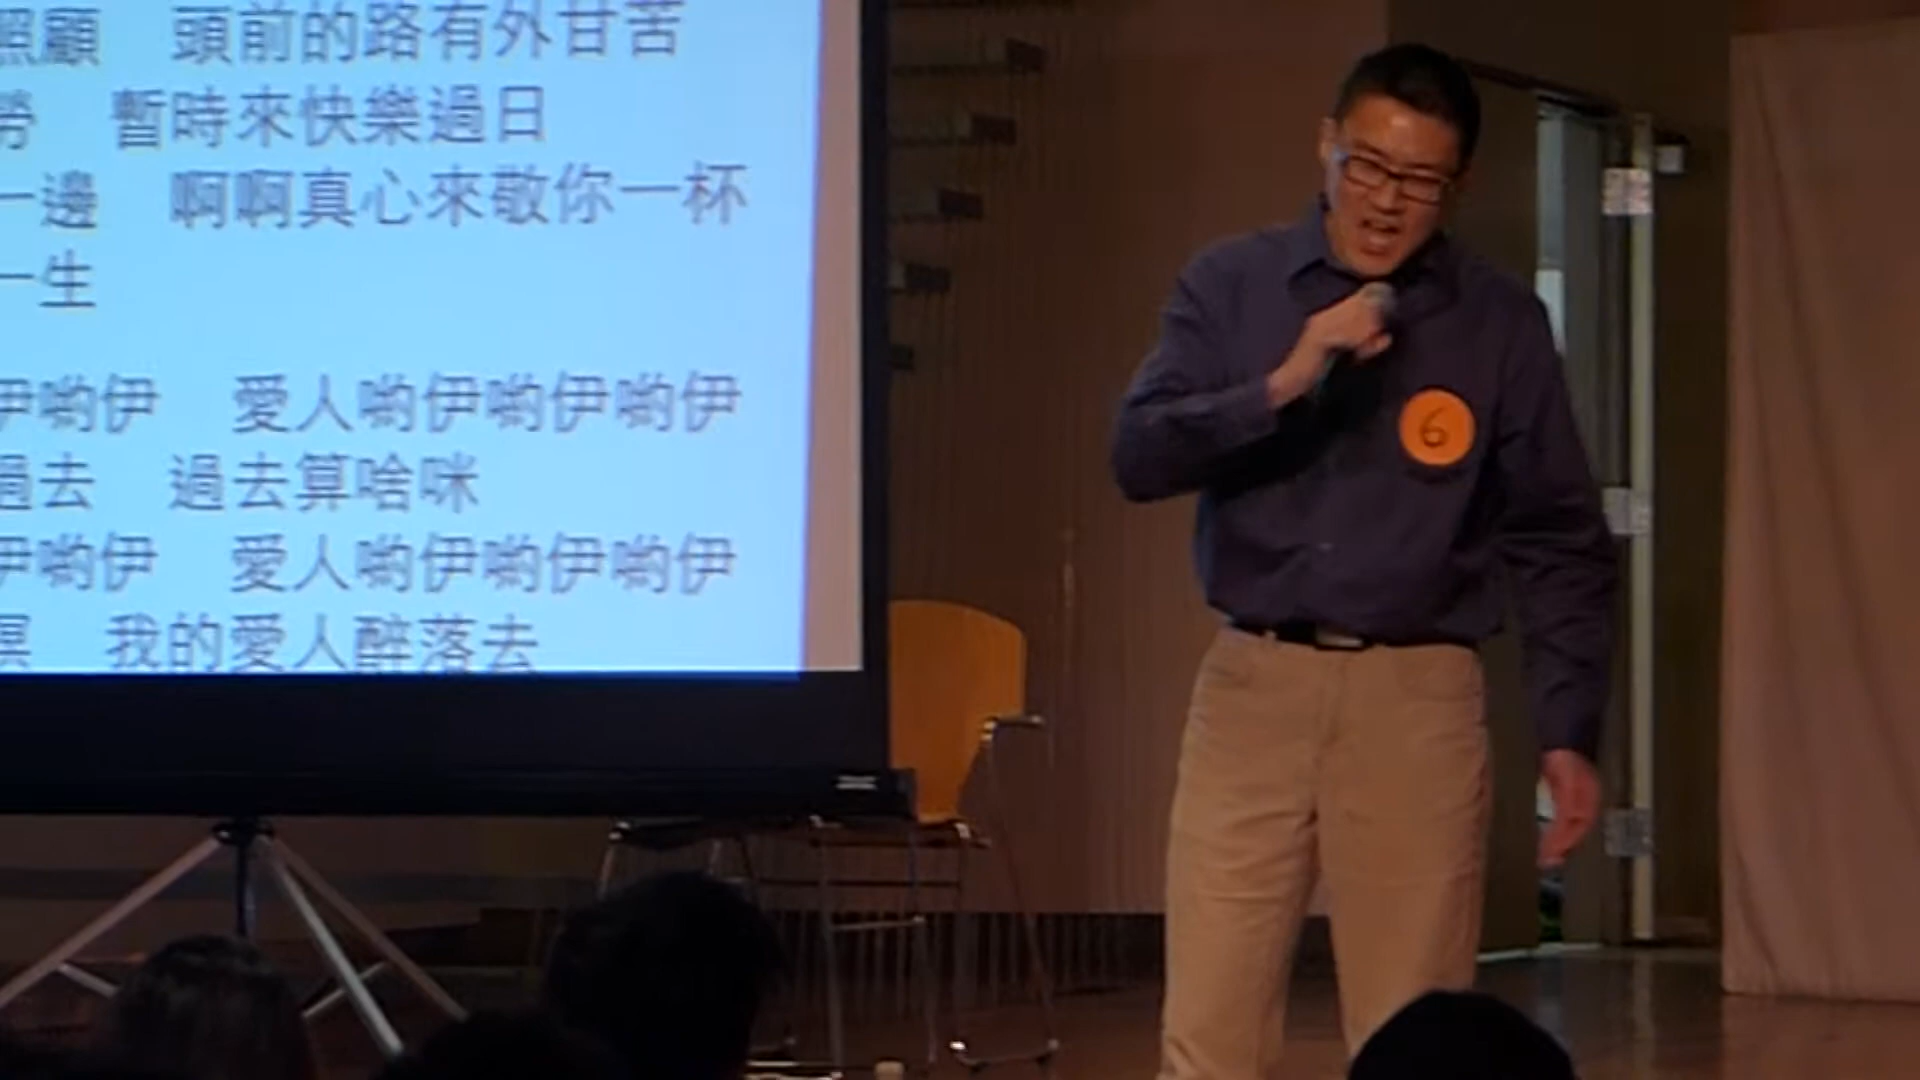 照顧　頭前的路有外甘苦
勞　暫時來快樂過日
一邊　啊啊真心來敬你一杯
一生
伊喲伊　愛人喲伊喲伊喲伊
過去　過去算啥咪
伊喲伊　愛人喲伊喲伊喲伊
暝　我的愛人醉落去
6